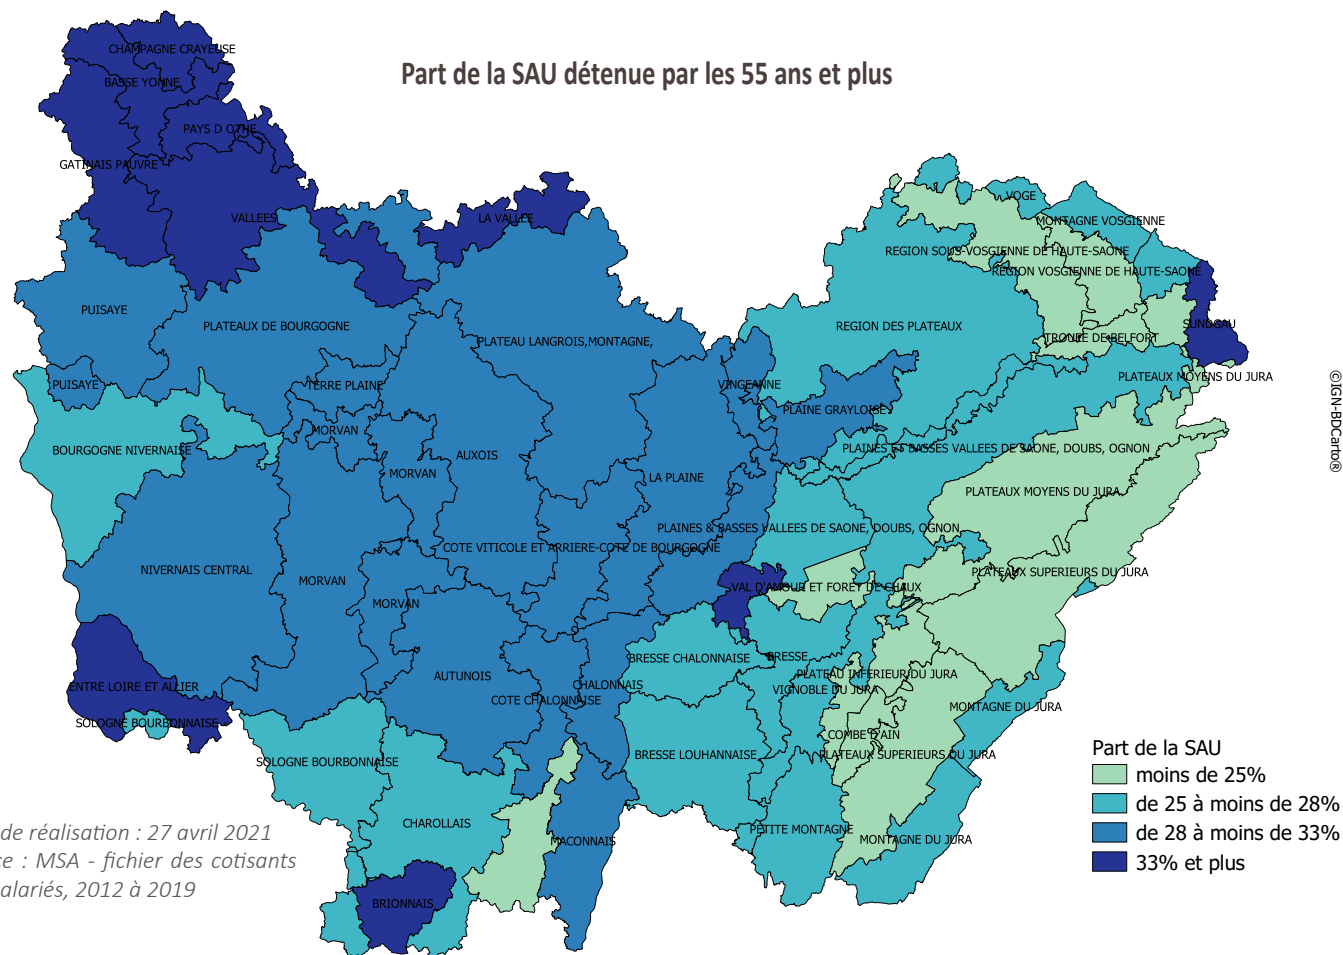 Part de la SAU détenue par les 55 ans et plus
CHAMPAGNE CRAYEUSE
BASSE YONNE
PAYS D OTHE
GATINAIS PAUVRE
VALLEES
LA VALLEE
VOGE
MONTAGNE VOSGIENNE
REGION SOUS-VOSGIENNE DE HAUTE-SAONE
REGION VOSGIENNE DE HAUTE-SAONE
PUISAYE
PLATEAUX DE BOURGOGNE
PLATEAU LANGROIS,MONTAGNE,
REGION DES PLATEAUX
SUNDGAU
TROUEE DE BELFORT
PLATEAUX MOYENS DU JURA
PUISAYE
TERRE PLAINE
VINGEANNE
PLAINE GRAYLOISE
MORVAN
BOURGOGNE NIVERNAISE
AUXOIS
PLAINES ET BASSES VALLEES DE SAONE, DOUBS, OGNON
MORVAN
LA PLAINE
PLATEAUX MOYENS DU JURA
PLAINES & BASSES VALLEES DE SAONE, DOUBS, OGNON
COTE VITICOLE ET ARRIERE-COTE DE BOURGOGNE
NIVERNAIS CENTRAL
MORVAN
PLATEAUX SUPERIEURS DU JURA
VAL D'AMOUR ET FORET DE CHAUX
MORVAN
BRESSE CHALONNAISE
BRESSE
AUTUNOIS
PLATEAU INFERIEUR DU JURA
ENTRE LOIRE ET ALLIER
CHALONNAIS
VIGNOBLE DU JURA
COTE CHALONNAISE
MONTAGNE DU JURA
SOLOGNE BOURBONNAISE
COMBE D'AIN
BRESSE LOUHANNAISE
PLATEAUX SUPERIEURS DU JURA
SOLOGNE BOURBONNAISE
CHAROLLAIS
PETITE MONTAGNE
MACONNAIS
MONTAGNE DU JURA
BRIONNAIS
Part de la SAU
moins de 25%
de 25 à moins de 28%
de 28 à moins de 33%
33% et plus
de réalisation : 27 avril 2021
ce : MSA - fichier des cotisants
alariés, 2012 à 2019
©IGN-BDCarto®